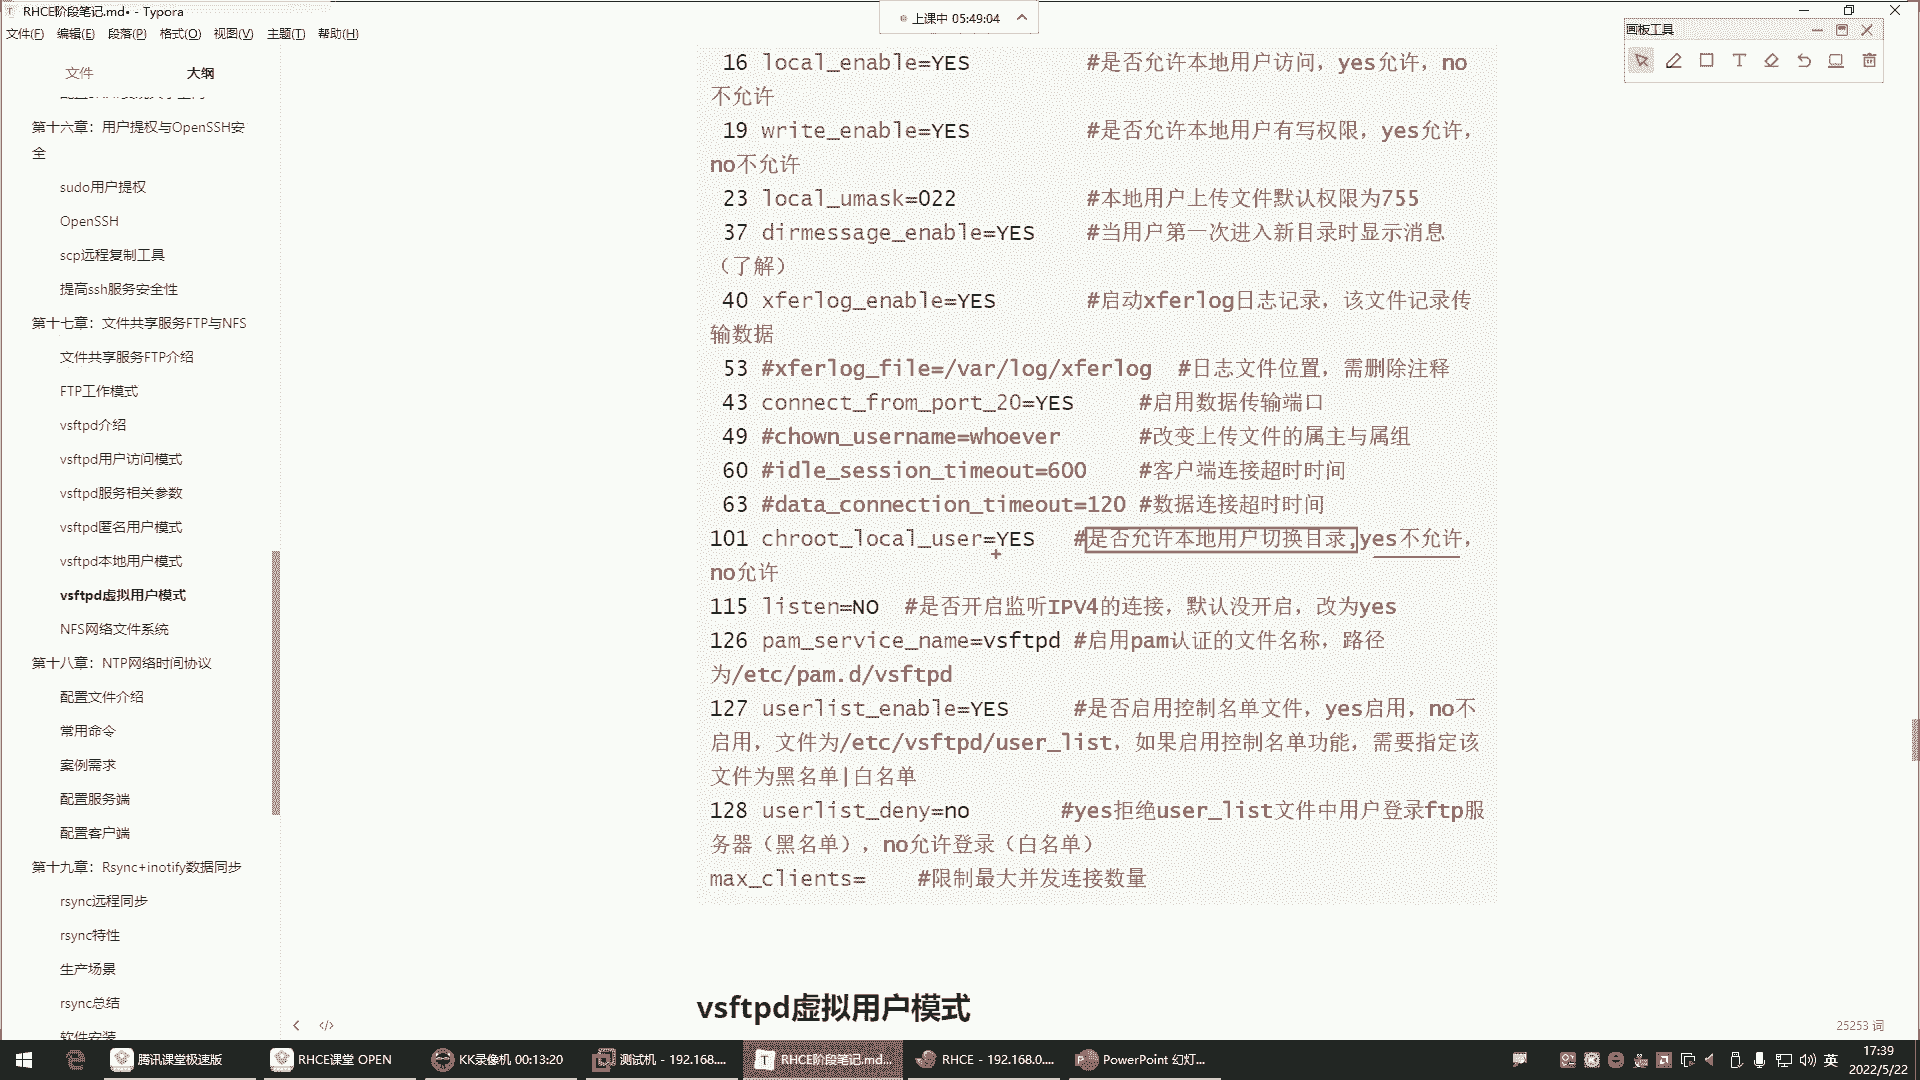 RHCE阶段笔记.md• - Typora
上课中 05:49:04
文件(F) 编辑(E) 段落(P) 格式(O) 视图(V) 主题(T) 帮助(H)
画板工具
文件 大纲
第十六章：用户提权与OpenSSH安
全
sudo用户提权
OpenSSH
scp远程复制工具
提高ssh服务安全性
第十七章：文件共享服务FTP与NFS
文件共享服务FTP介绍
FTP工作模式
vsftpd介绍
vsftpd用户访问模式
vsftpd服务相关参数
vsftpd匿名用户模式
vsftpd本地用户模式
vsftpd虚拟用户模式
NFS网络文件系统
第十八章：NTP网络时间协议
配置文件介绍
常用命令
案例需求
配置服务端
配置客户端
第十九章：Rsync+inotify数据同步
rsync远程同步
rsync特性
生产场景
rsync总结
软件安装
16 local_enable=YES #是否允许本地用户访问，yes允许，no
不允许
19 write_enable=YES #是否允许本地用户有写权限，yes允许，
no不允许
23 local_umask=022 #本地用户上传文件默认权限为755
37 dirmessage_enable=YES #当用户第一次进入新目录时显示消息
（了解）
40 xferlog_enable=YES #启动xferlog日志记录，该文件记录传
输数据
53 #xferlog_file=/var/log/xferlog #日志文件位置，需删除注释
43 connect_from_port_20=YES #启用数据传输端口
49 #chown_username=whoever #改变上传文件的属主与属组
60 #idle_session_timeout=600 #客户端连接超时时间
63 #data_connection_timeout=120 #数据连接超时时间
101 chroot_local_user=YES #是否允许本地用户切换目录,yes不允许，
no允许
115 listen=NO #是否开启监听IPV4的连接，默认没开启，改为yes
126 pam_service_name=vsftpd #启用pam认证的文件名称，路径
为/etc/pam.d/vsftpd
127 userlist_enable=YES #是否启用控制名单文件，yes启用，no不
启用，文件为/etc/vsftpd/user_list，如果启用控制名单功能，需要指定该
文件为黑名单|白名单
128 userlist_deny=no #yes拒绝user_list文件中用户登录ftp服
务器（黑名单），no允许登录（白名单）
max_clients= #限制最大并发连接数量
vsftpd虚拟用户模式
25253 词
腾讯课堂极速版 RHCE课堂 OPEN KK录像机 00:13:20 测试机 - 192.168.... RHCE阶段笔记.md... RHCE - 192.168.0.... PowerPoint 幻灯... 英 17:39
2022/5/22